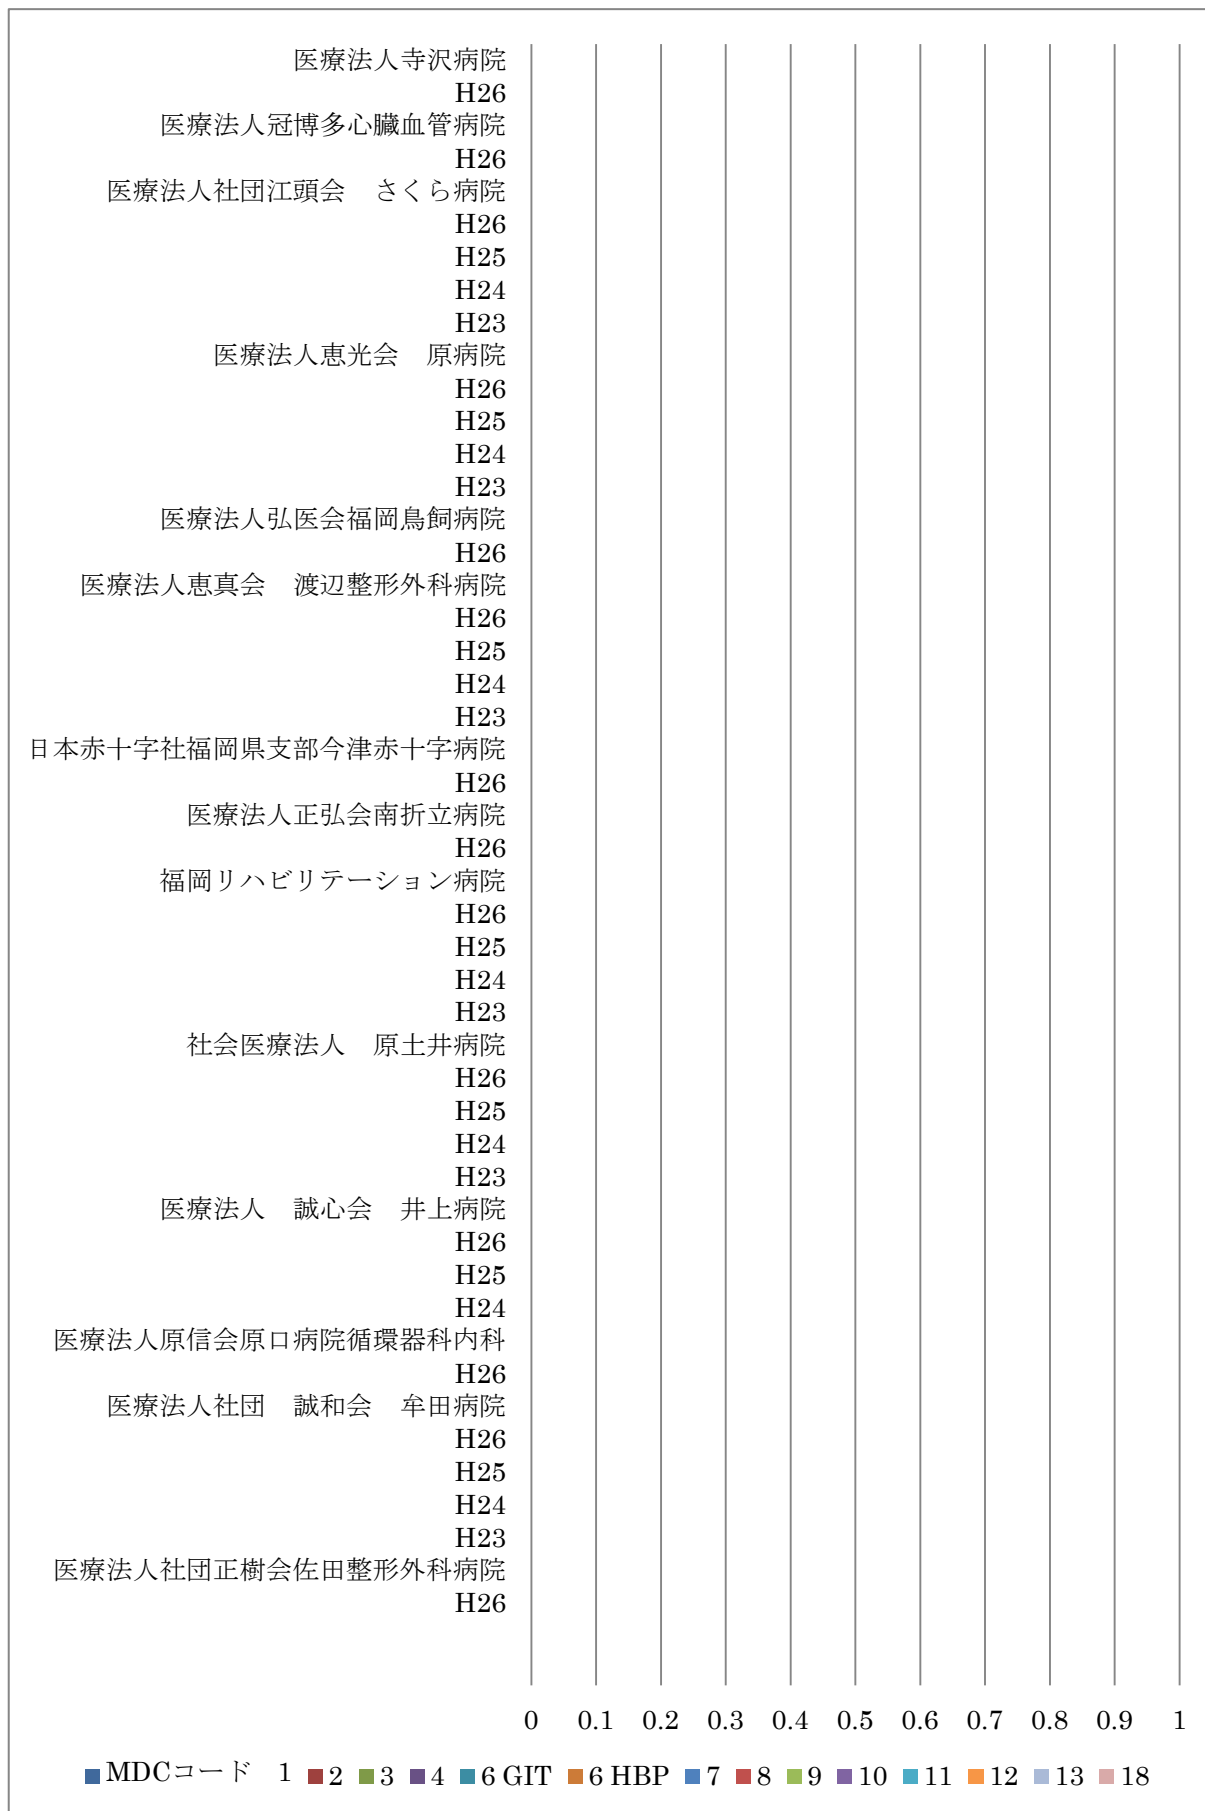 医療法人寺沢病院
H26
医療法人冠博多心臓血管病院
H26
医療法人社団江頭会　さくら病院
H26
H25
H24
H23
医療法人恵光会　原病院
H26
H25
H24
H23
医療法人弘医会福岡鳥飼病院
H26
医療法人恵真会　渡辺整形外科病院
H26
H25
H24
H23
日本赤十字社福岡県支部今津赤十字病院
H26
医療法人正弘会南折立病院
H26
福岡リハビリテーション病院
H26
H25
H24
H23
社会医療法人　原土井病院
H26
H25
H24
H23
医療法人　誠心会　井上病院
H26
H25
H24
医療法人原信会原口病院循環器科内科
H26
医療法人社団　誠和会　牟田病院
H26
H25
H24
H23
医療法人社団正樹会佐田整形外科病院
H26
0 0.1 0.2 0.3 0.4 0.5 0.6 0.7 0.8 0.9 1
MDCコード　1 2 3 4 6 GIT 6 HBP 7 8 9 10 11 12 13 18